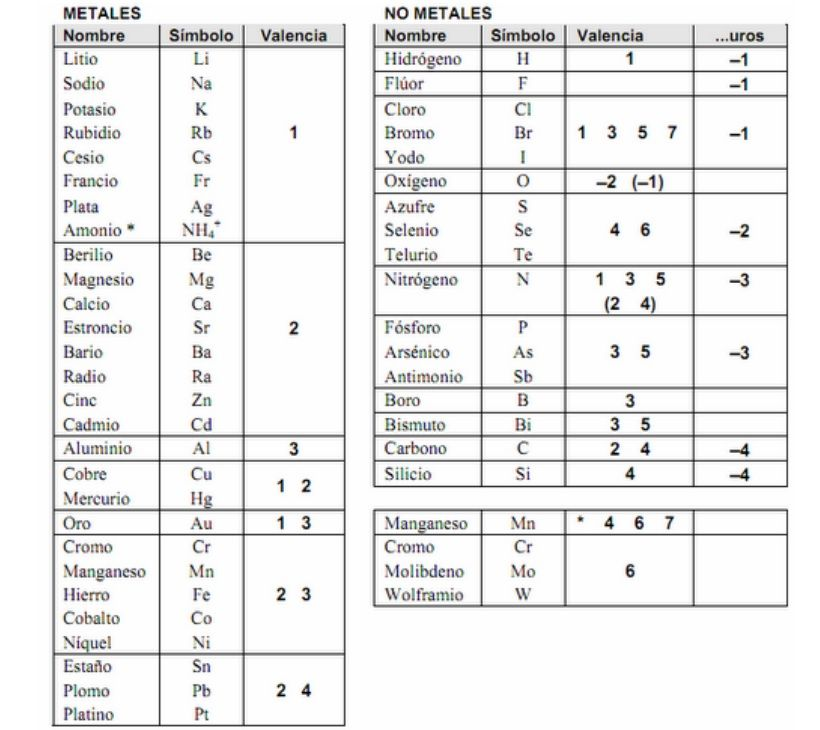 METALES
Nombre Símbolo Valencia
Litio Li
Sodio Na
Potasio K
Rubidio Rb 1
Cesio Cs
Francio Fr
Plata Ag
Amonio * NH₄⁺
Berilio Be
Magnesio Mg
Calcio Ca
Estroncio Sr 2
Bario Ba
Radio Ra
Cinc Zn
Cadmio Cd
Aluminio Al 3
Cobre Cu
1 2
Mercurio Hg
Oro Au 1 3
Cromo Cr
Manganeso Mn
Hierro Fe 2 3
Cobalto Co
Níquel Ni
Estaño Sn
Plomo Pb 2 4
Platino Pt
NO METALES
Nombre Símbolo Valencia ...uros
Hidrógeno H 1 –1
Flúor F –1
Cloro Cl
Bromo Br 1 3 5 7 –1
Yodo I
Oxígeno O –2 (–1)
Azufre S
Selenio Se 4 6 –2
Telurio Te
Nitrógeno N 1 3 5 –3
(2 4)
Fósforo P
Arsénico As 3 5 –3
Antimonio Sb
Boro B 3
Bismuto Bi 3 5
Carbono C 2 4 –4
Silicio Si 4 –4
Manganeso Mn * 4 6 7
Cromo Cr
Molibdeno Mo 6
Wolframio W